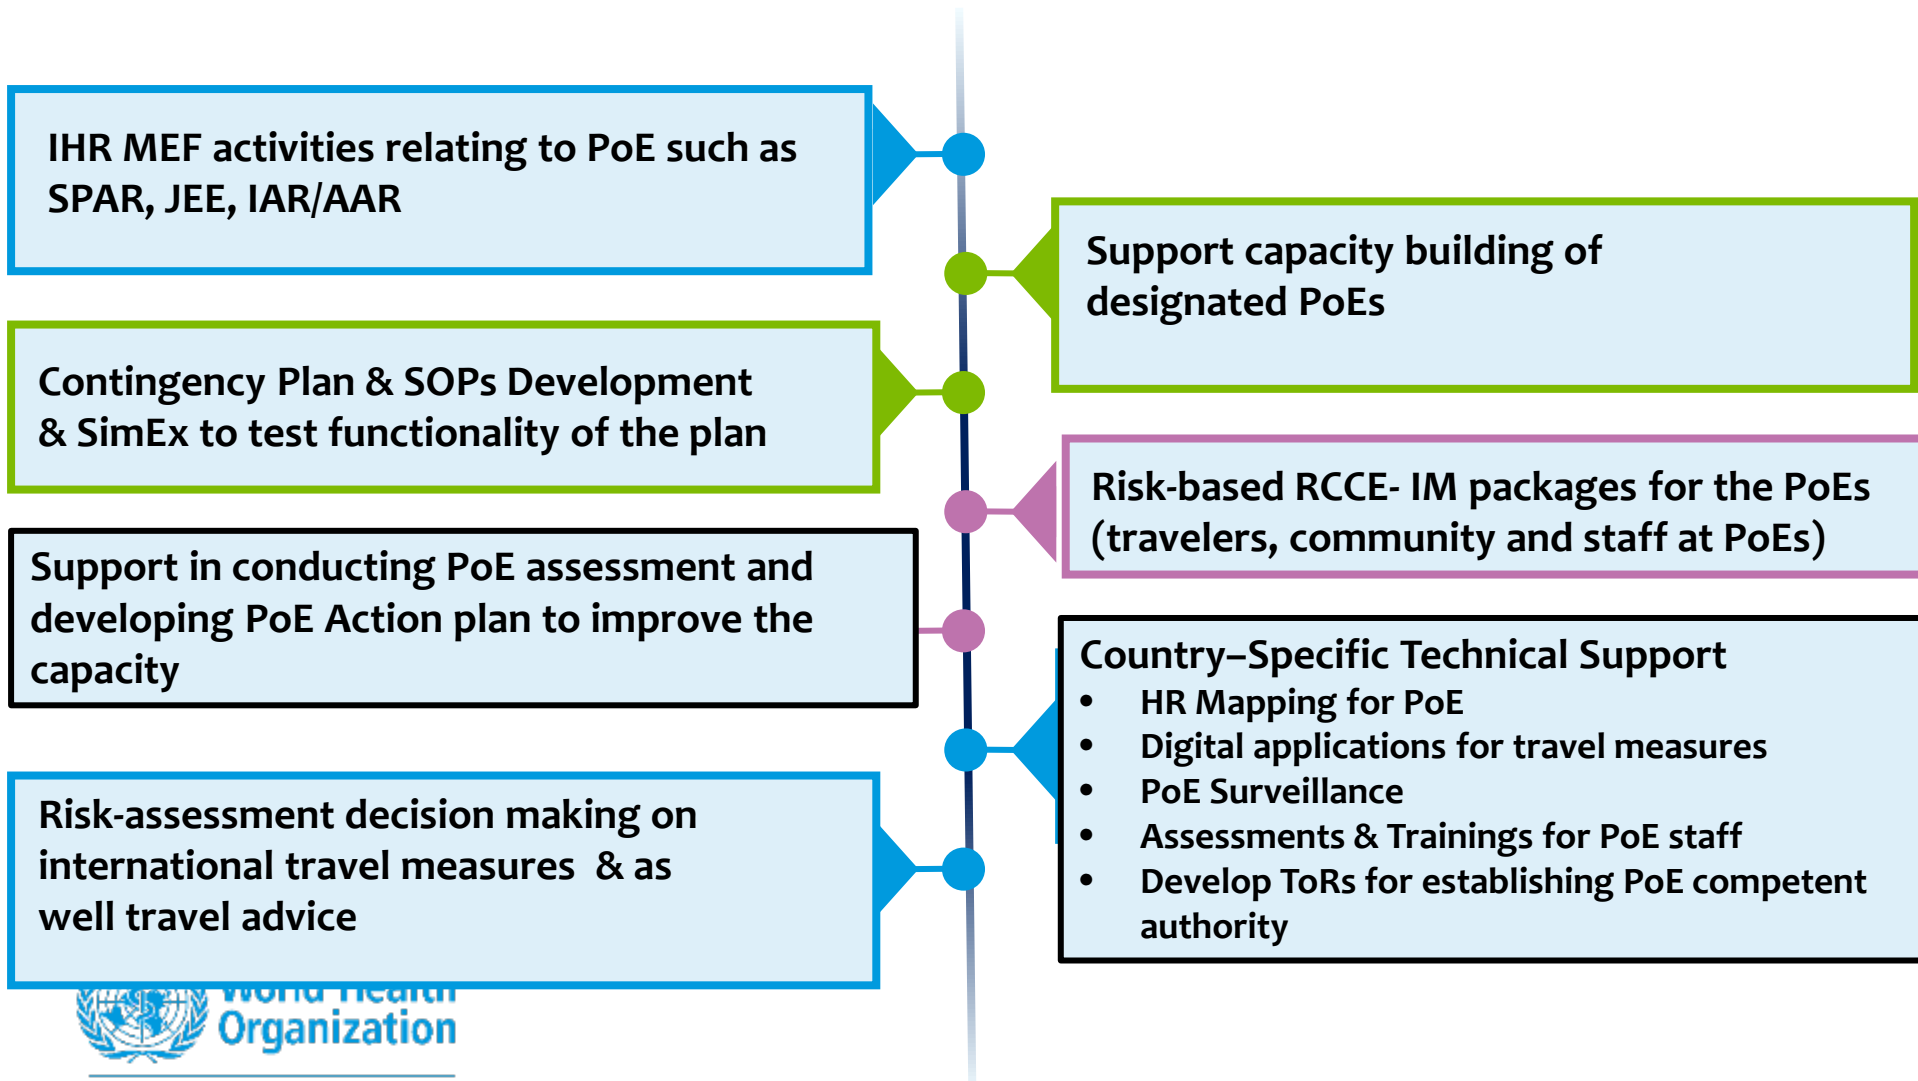 IHR MEF activities relating to PoE such as
SPAR, JEE, IAR/AAR
Support capacity building of
designated PoEs
Contingency Plan & SOPs Development
& SimEx to test functionality of the plan
Risk-based RCCE- IM packages for the PoEs
(travelers, community and staff at PoEs)
Support in conducting PoE assessment and
developing PoE Action plan to improve the
capacity
Country–Specific Technical Support
• HR Mapping for PoE
• Digital applications for travel measures
• PoE Surveillance
• Assessments & Trainings for PoE staff
• Develop ToRs for establishing PoE competent
authority
Risk-assessment decision making on
international travel measures  & as
well travel advice
World Health
Organization